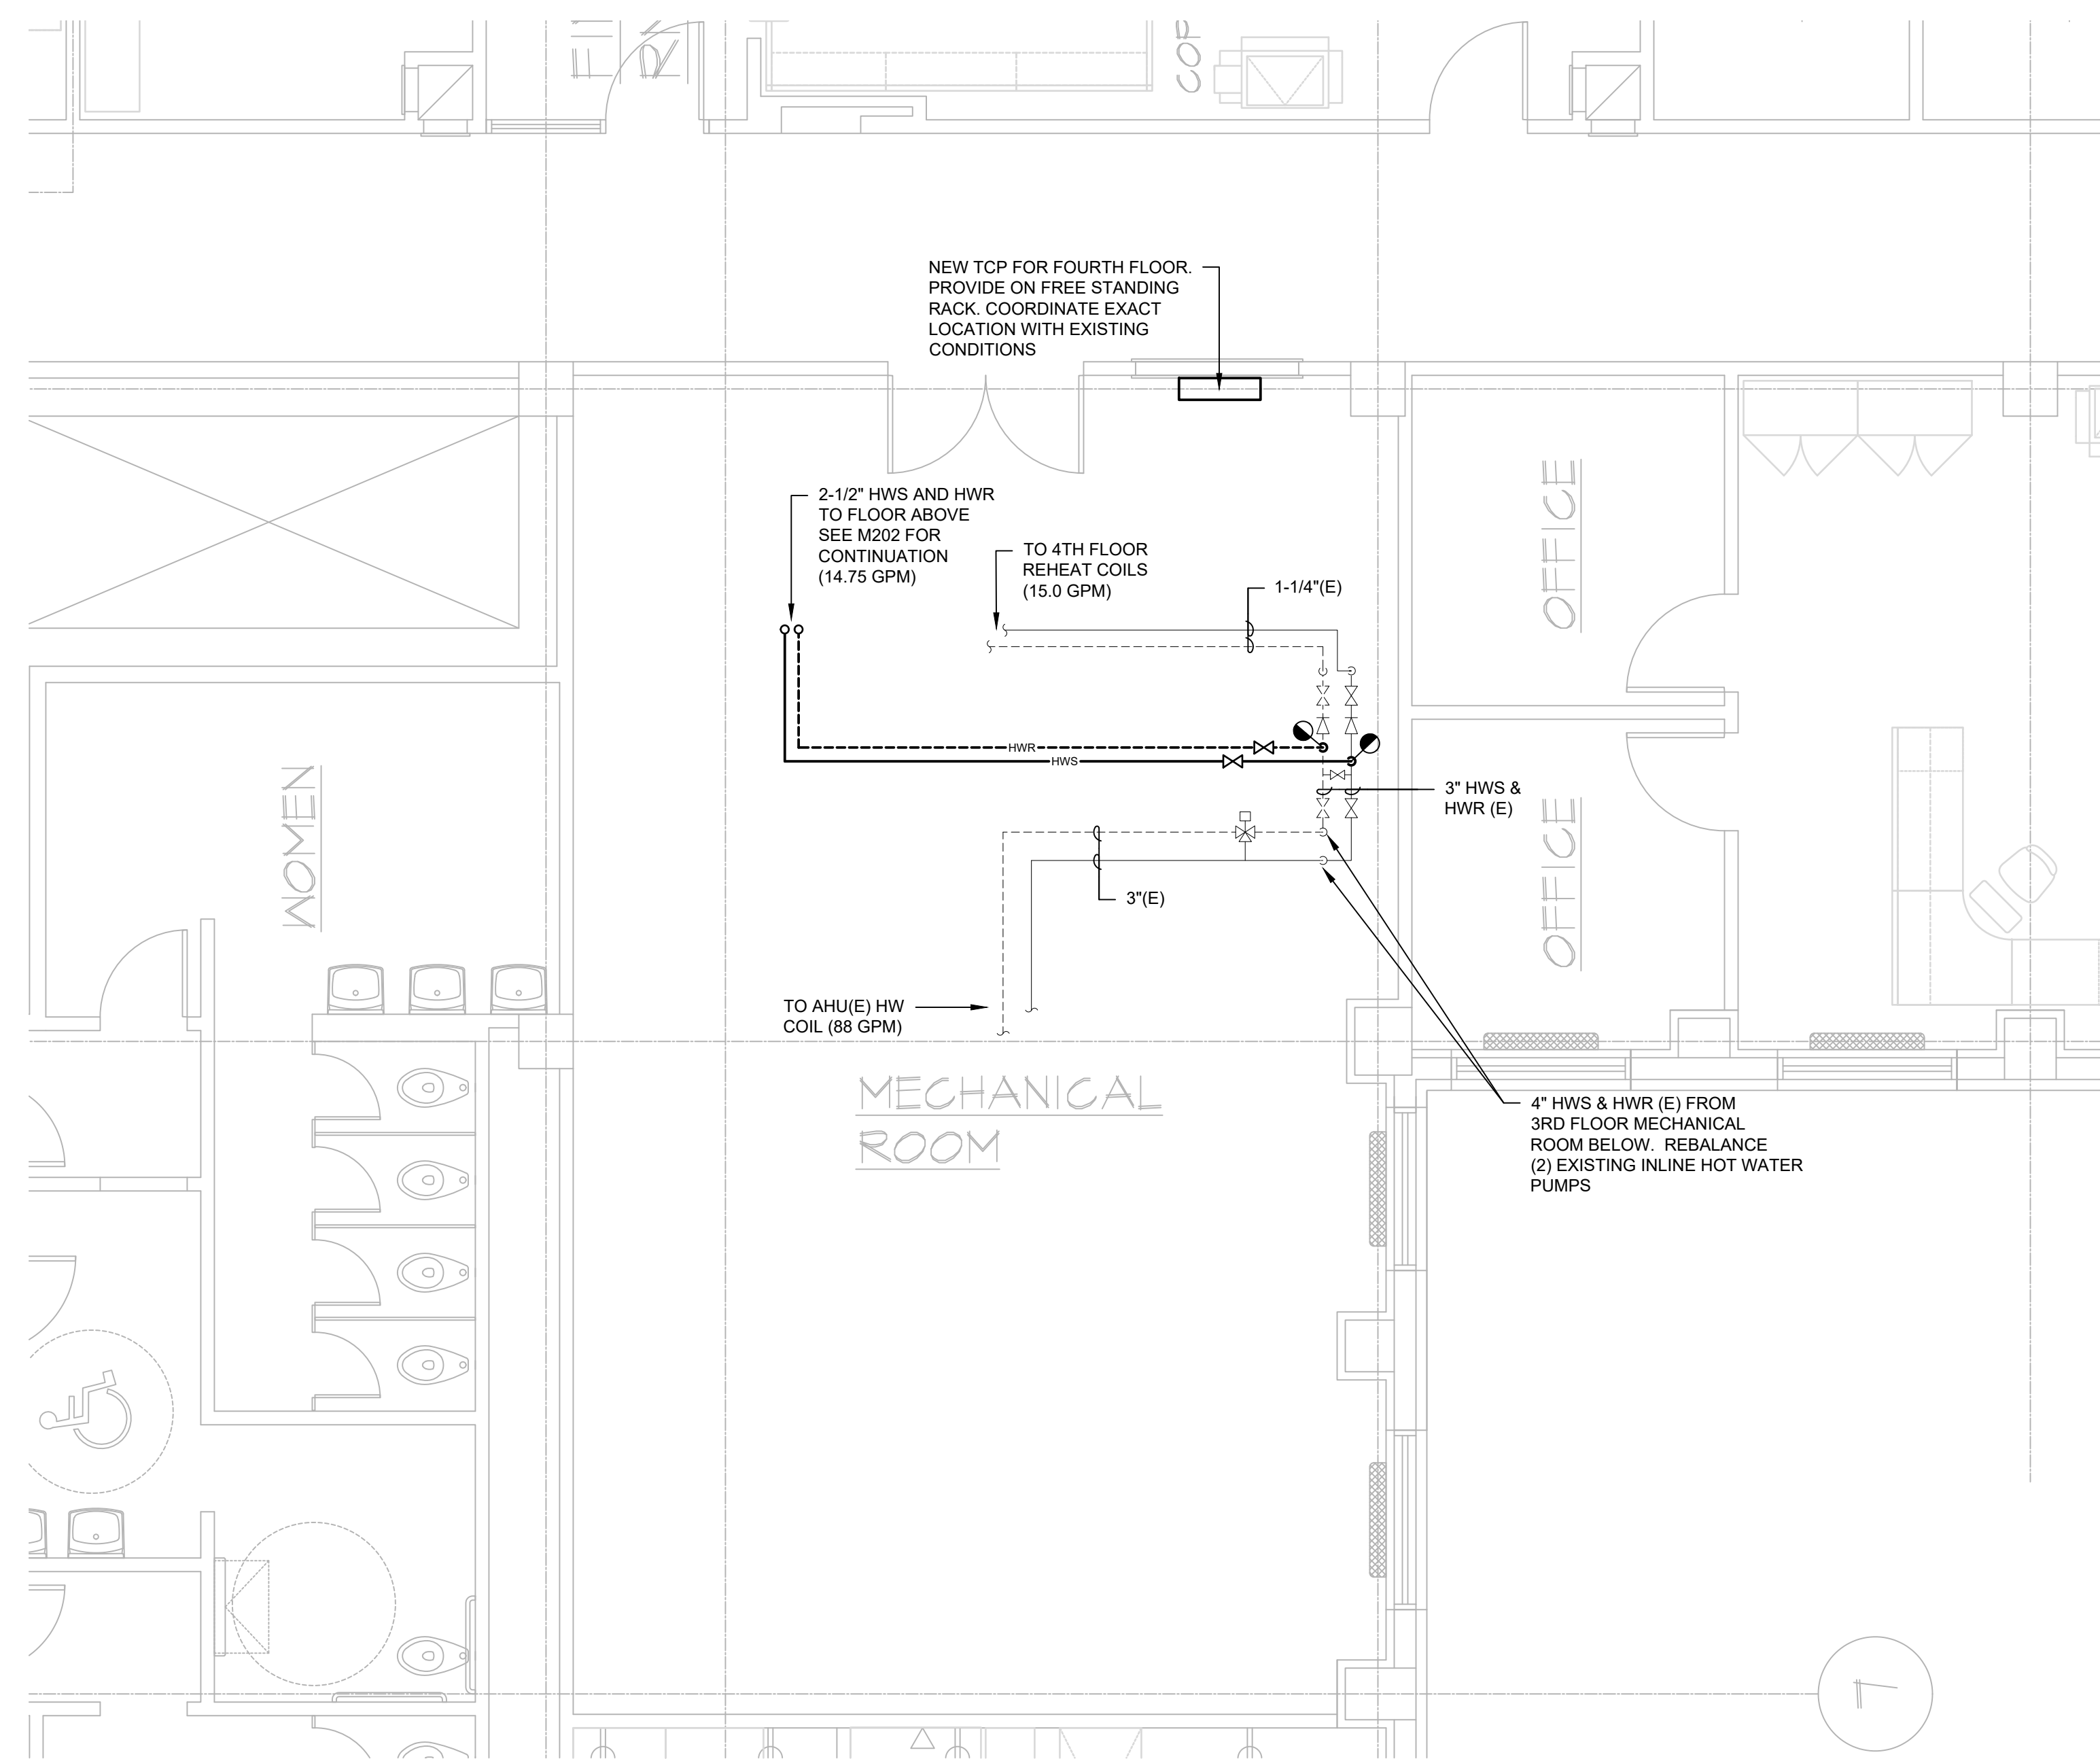 NEW TCP FOR FOURTH FLOOR.
PROVIDE ON FREE STANDING
RACK. COORDINATE EXACT
LOCATION WITH EXISTING
CONDITIONS
2-1/2" HWS AND HWR
TO FLOOR ABOVE
SEE M202 FOR
CONTINUATION
(14.75 GPM)
TO 4TH FLOOR
REHEAT COILS
(15.0 GPM)
1-1/4"(E)
OFFICE
HWR
HWS
3" HWS &
HWR (E)
WOMEN
OFFICE
3"(E)
TO AHU(E) HW
COIL (88 GPM)
MECHANICAL
ROOM
4" HWS & HWR (E) FROM
3RD FLOOR MECHANICAL
ROOM BELOW.  REBALANCE
(2) EXISTING INLINE HOT WATER
PUMPS